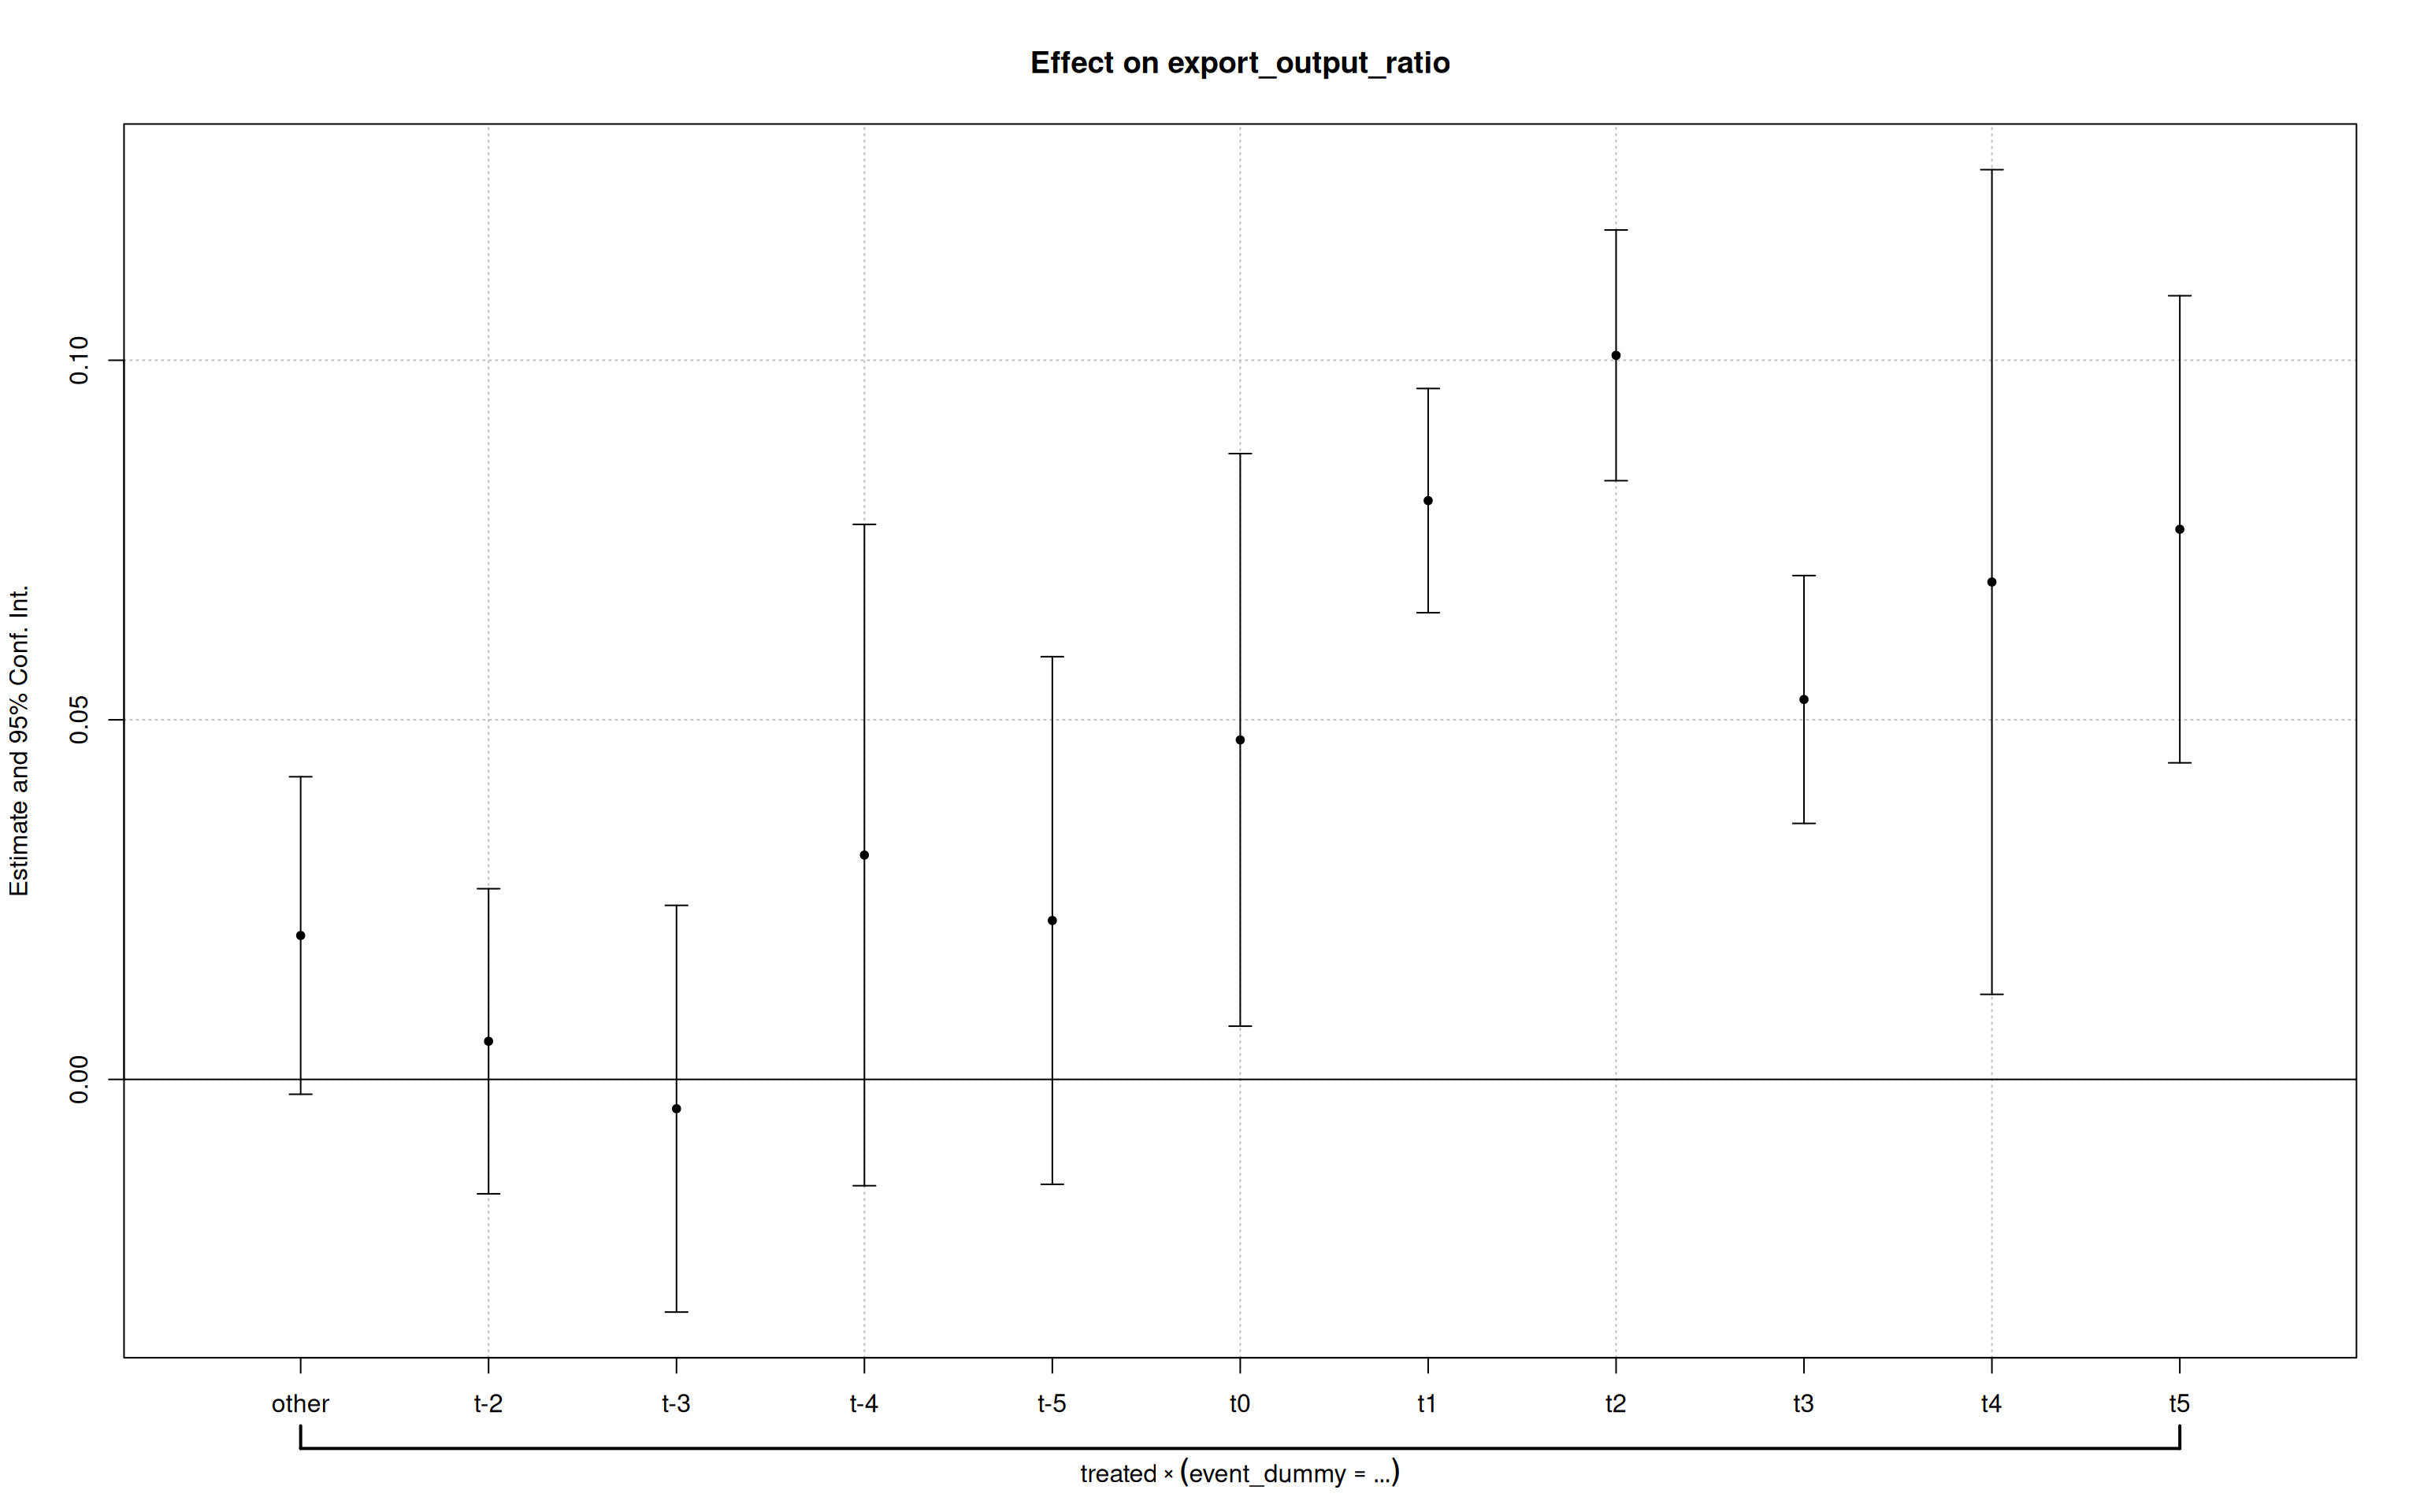 Effect on export_output_ratio
Estimate and 95% Conf. Int.
0.10
0.05
0.00
other t-2 t-3 t-4 t-5 t0 t1 t2 t3 t4 t5
treated × (event_dummy = ...)